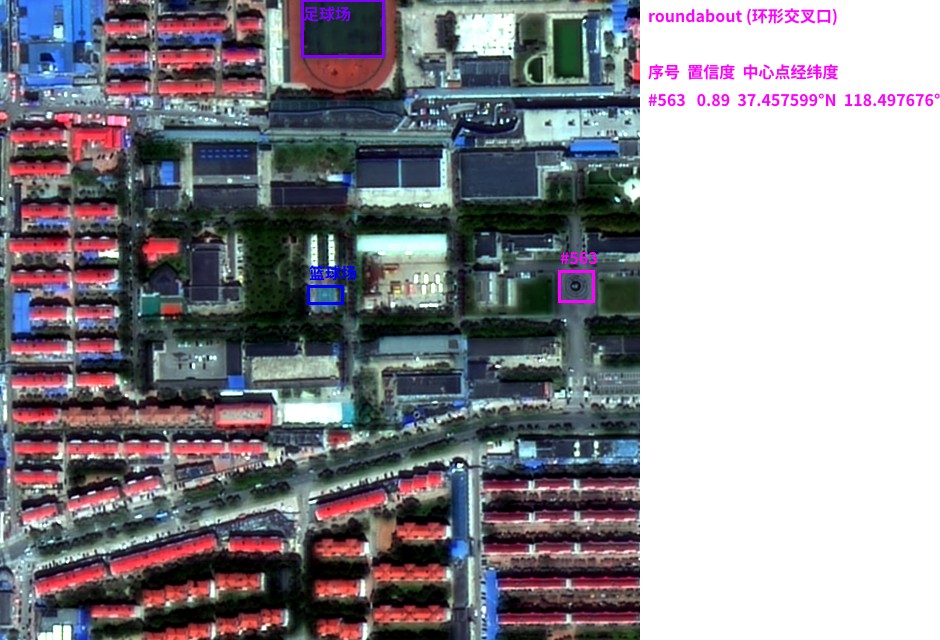 足球场
roundabout (环形交叉口)
序号 置信度 中心点经纬度
#563 0.89 37.457599°N 118.497676°
#563
篮球场